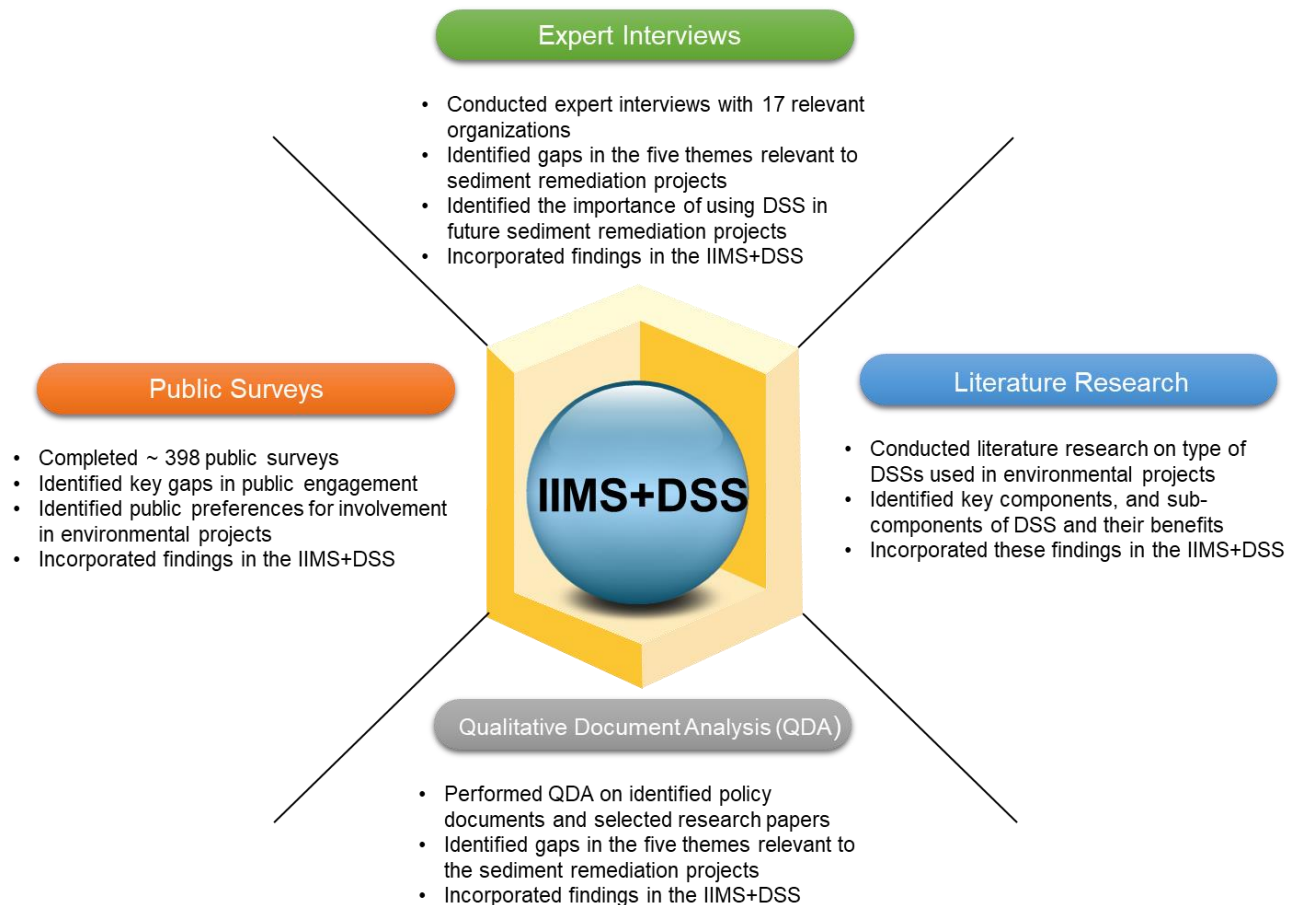 Expert Interviews
• Conducted expert interviews with 17 relevant
organizations
• Identified gaps in the five themes relevant to
sediment remediation projects
• Identified the importance of using DSS in
future sediment remediation projects
• Incorporated findings in the IIMS+DSS
Public Surveys
• Completed ~ 398 public surveys
• Identified key gaps in public engagement
• Identified public preferences for involvement
in environmental projects
• Incorporated findings in the IIMS+DSS
IIMS+DSS
Literature Research
• Conducted literature research on type of
DSSs used in environmental projects
• Identified key components, and sub-
components of DSS and their benefits
• Incorporated these findings in the IIMS+DSS
Qualitative Document Analysis (QDA)
• Performed QDA on identified policy
documents and selected research papers
• Identified gaps in the five themes relevant to
the sediment remediation projects
• Incorporated findings in the IIMS+DSS